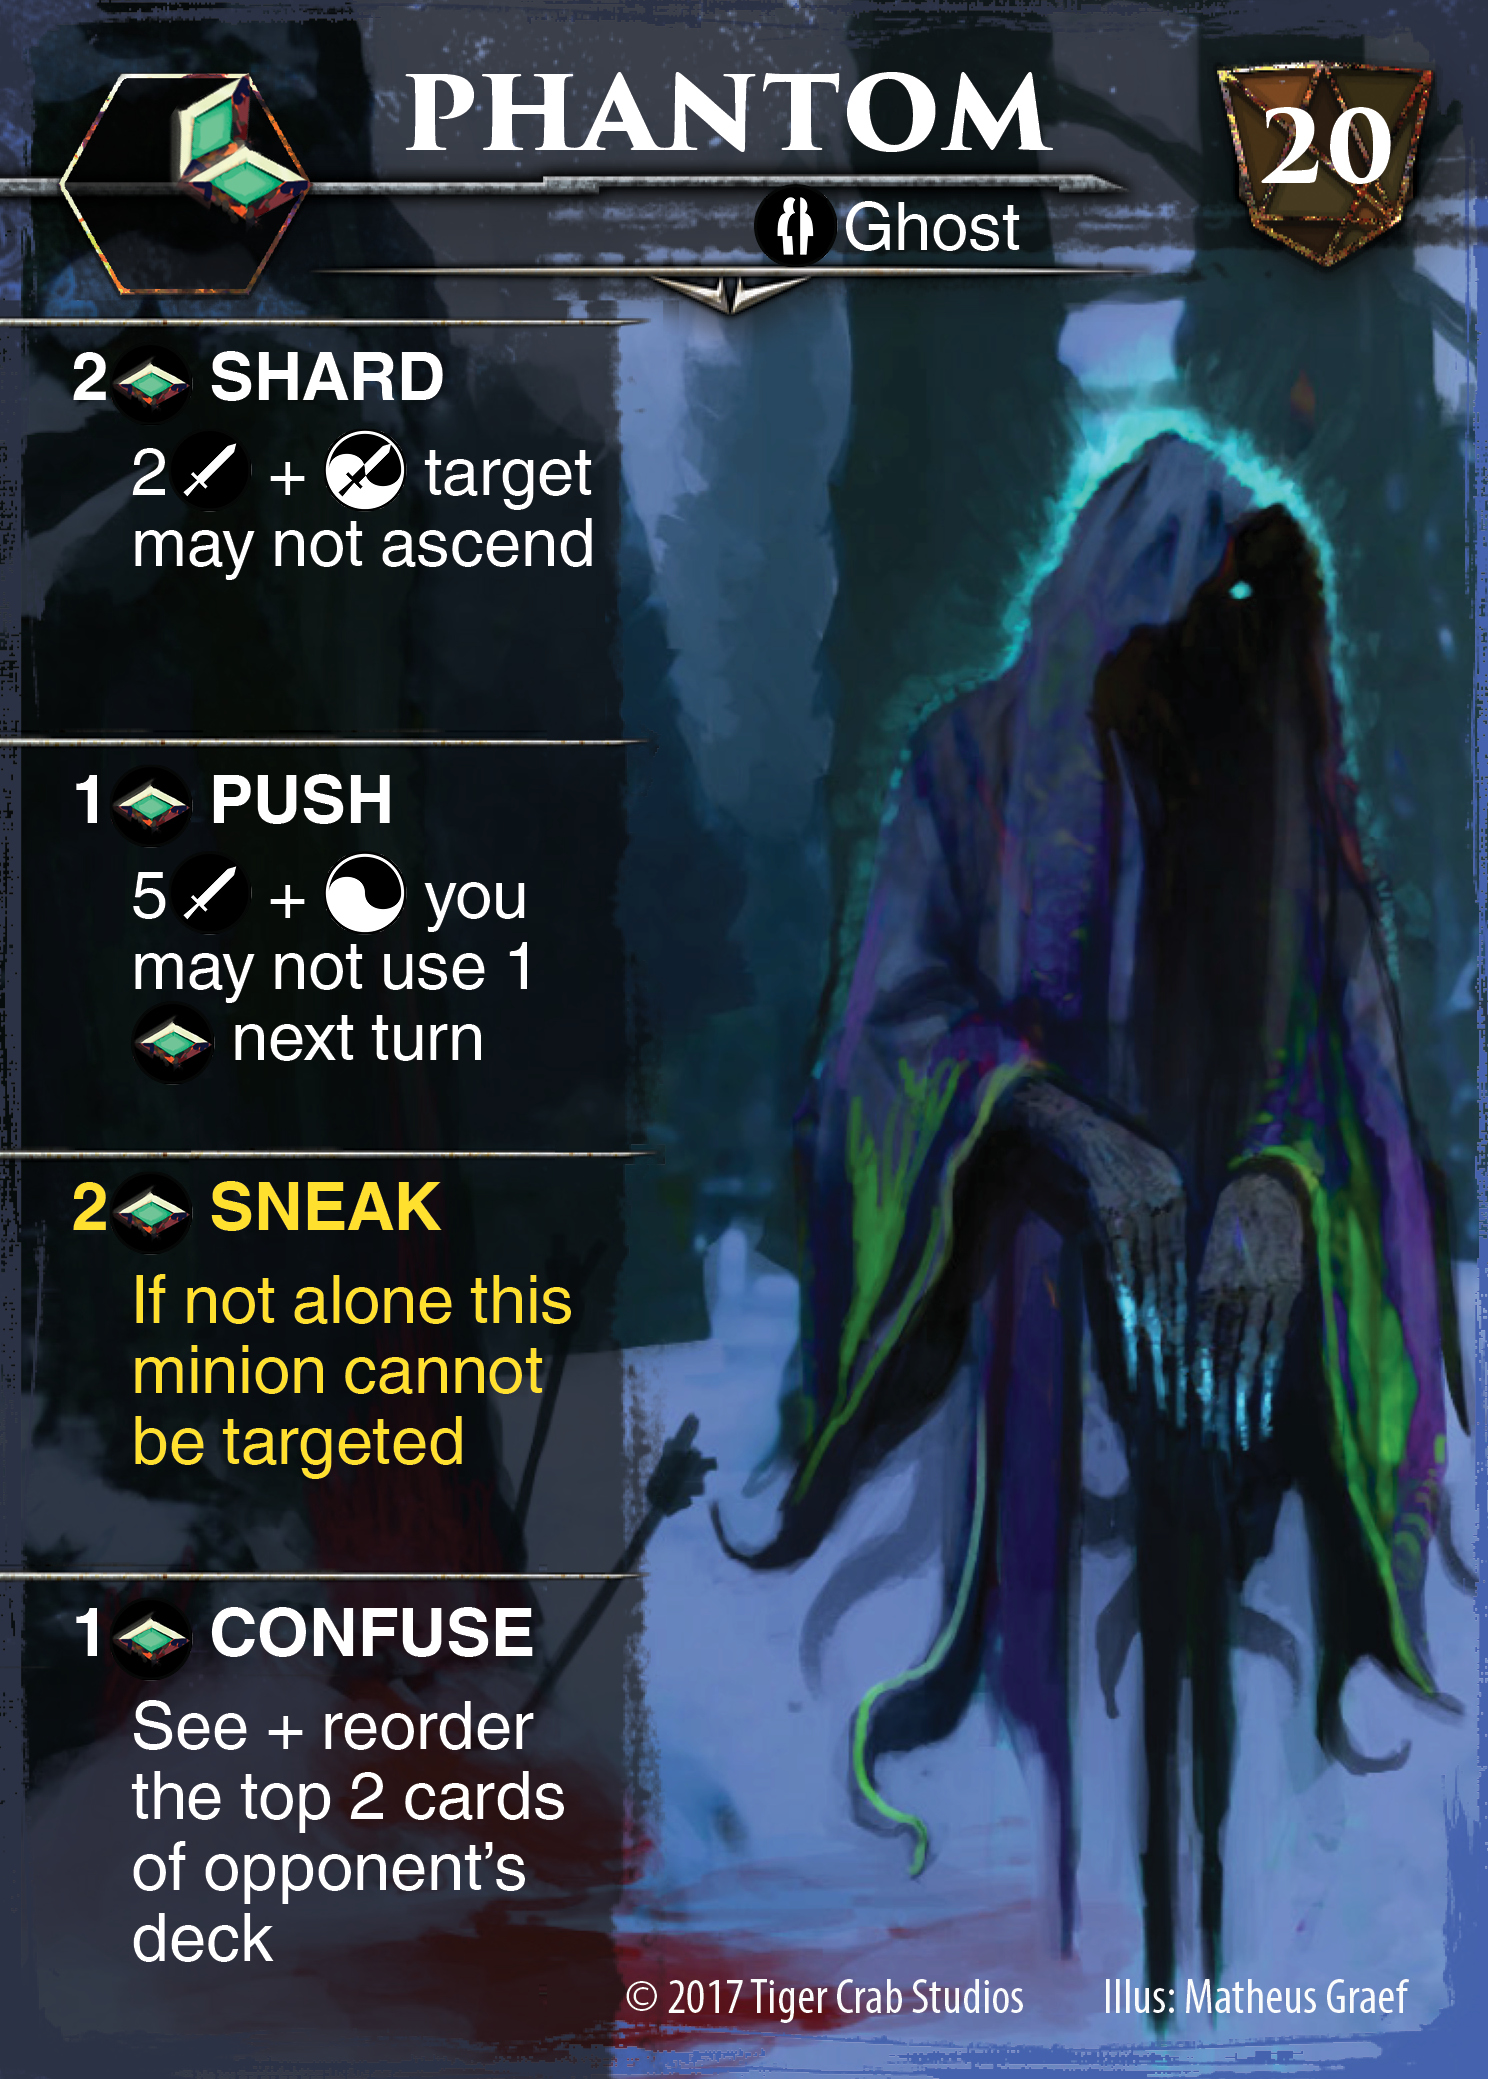 PHANTOM
20
Ghost
2 SHARD
2 + target
may not ascend
1 PUSH
5 + you
may not use 1
next turn
2 SNEAK
If not alone this
minion cannot
be targeted
1 CONFUSE
See + reorder
the top 2 cards
of opponent’s
deck
© 2017 Tiger Crab Studios Illus: Matheus Graef